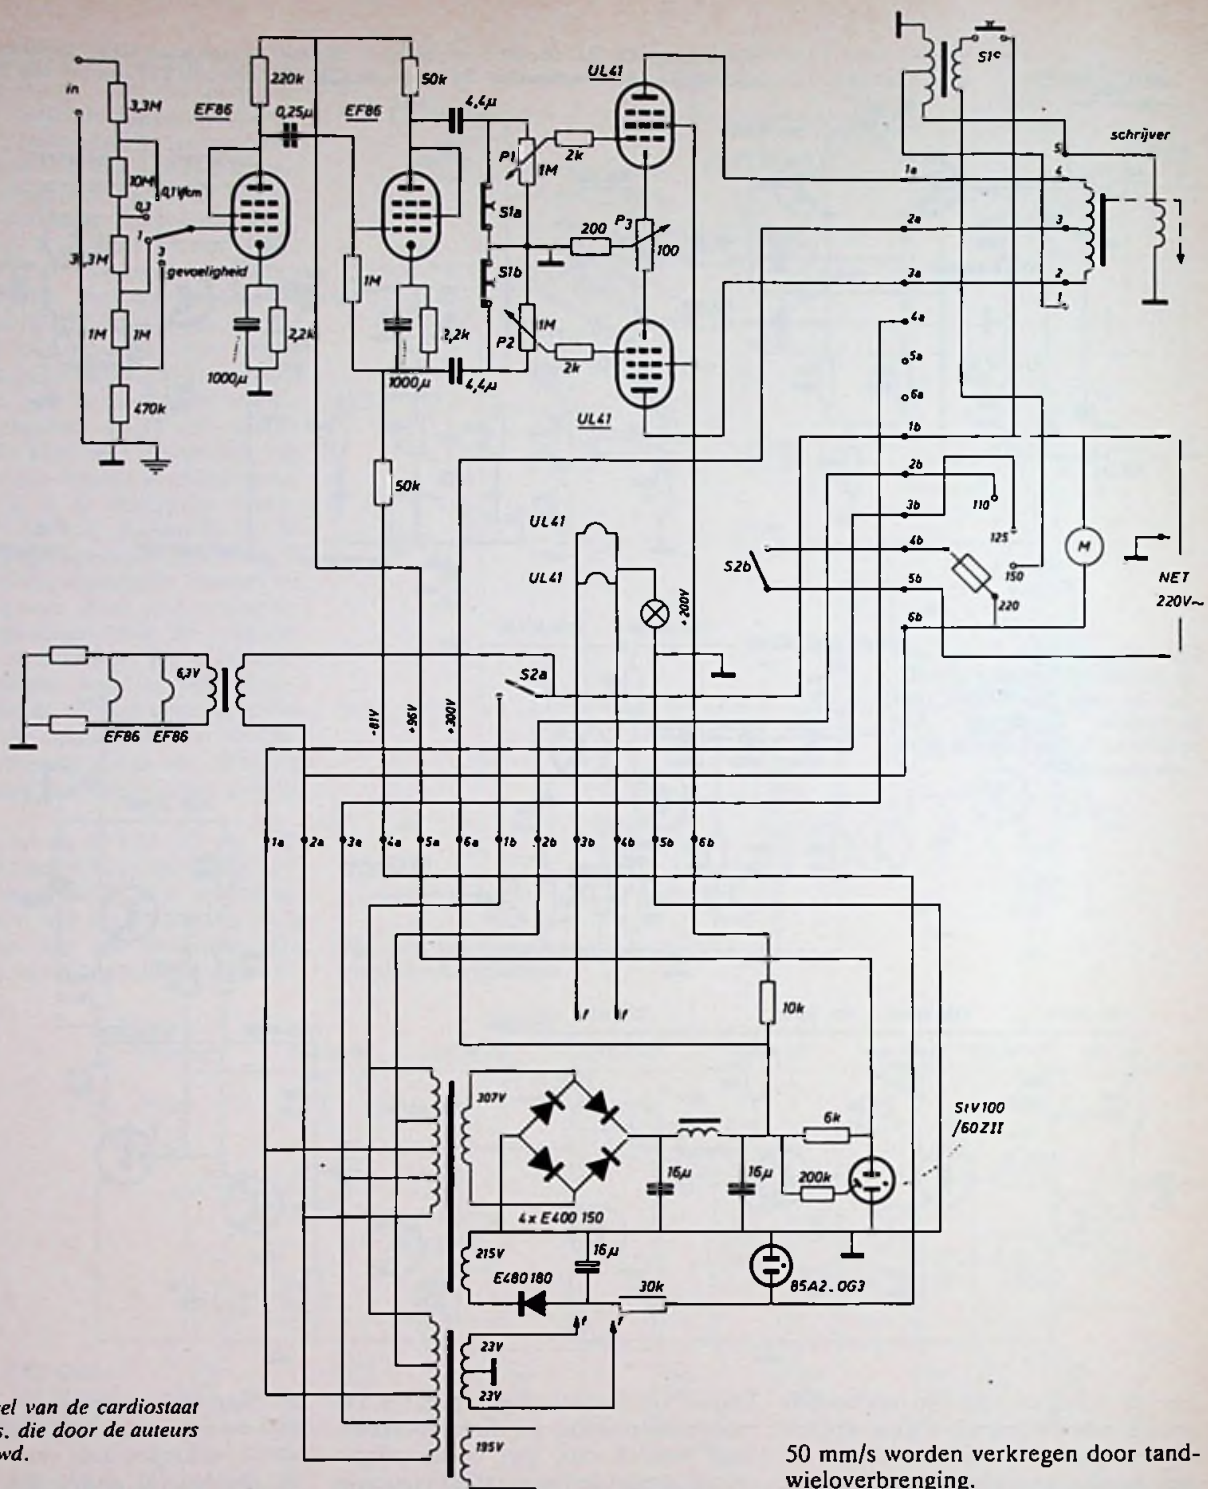 in
3,3M
10M
0,1V/cm
0,3
1
3
gevoeligheid
3,3M
1M
1M
470k
EF86
220k
0,25µ
1000µ
2,2k
EF86
50k
4,4µ
1M
1000µ
2,2k
4,4µ
50k
S1a
S1b
P1
1M
1M
P2
2k
2k
200
P3
100
UL41
UL41
S1c
schrijver
5
4
3
2
1
1a
2a
3a
4a
5a
6a
1b
2b
3b
4b
5b
6b
110
125
150
220
M
NET
220V~
S2b
UL41
UL41
+200V
S2a
6,3V
EF86 EF86
-81V
+96V
+300V
1a
2a
3a
4a
5a
6a
1b
2b
3b
4b
5b
6b
f f
10k
307V
4 x E400 150
16µ
16µ
6k
200k
StV100
/60ZII
215V
E480180
16µ
30k
85A2_0G3
f f
23V
23V
195V
el van de cardiostaat
s. die door de auteurs
wd.
50 mm/s worden verkregen door tand-
wieloverbrenging.